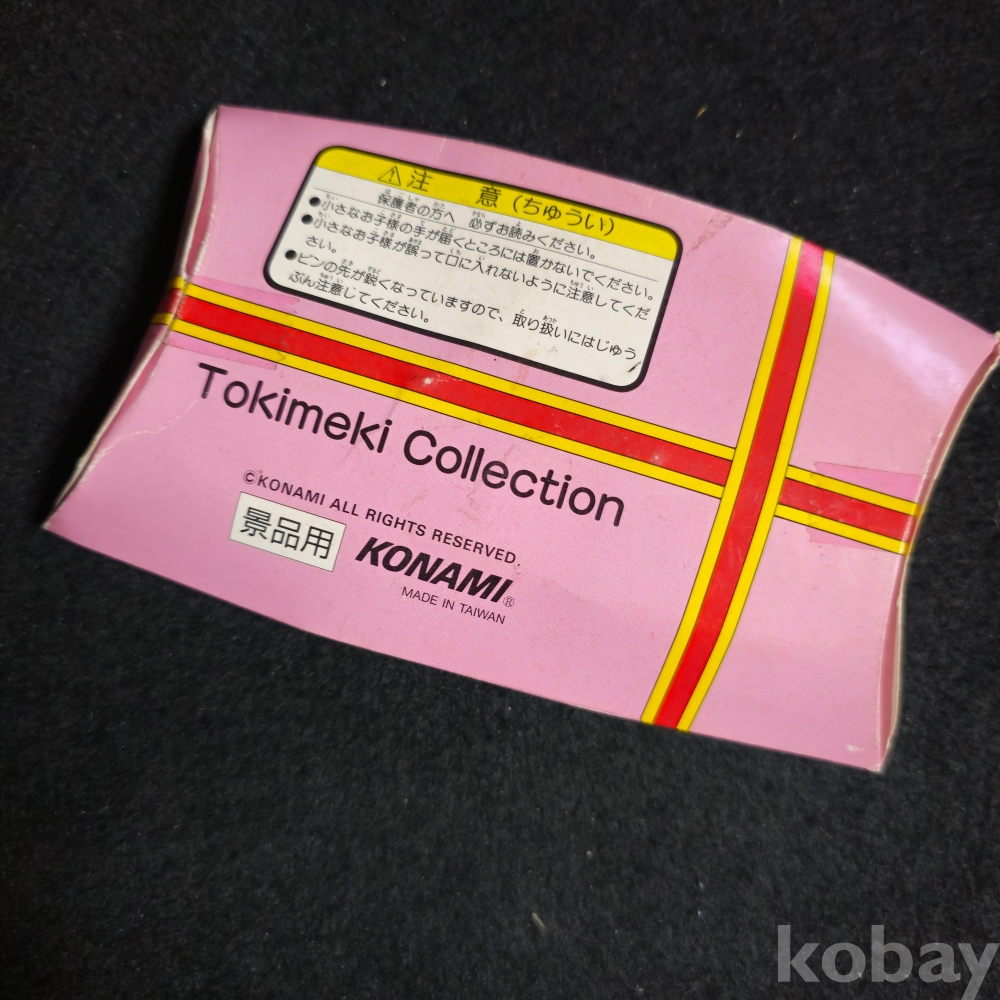 ⚠注 意(ちゅうい)
保護者の方へ 必ずお読みください。
●小さなお子様の手が届くところには置かないでください。
●小さなお子様が誤って口に入れないように注意してくだ
さい。
●ピンの先が鋭くなっていますので、取り扱いにはじゅう
ぶん注意してください。
Tokimeki Collection
©KONAMI ALL RIGHTS RESERVED.
景品用
KONAMI®
MADE IN TAIWAN
kobay